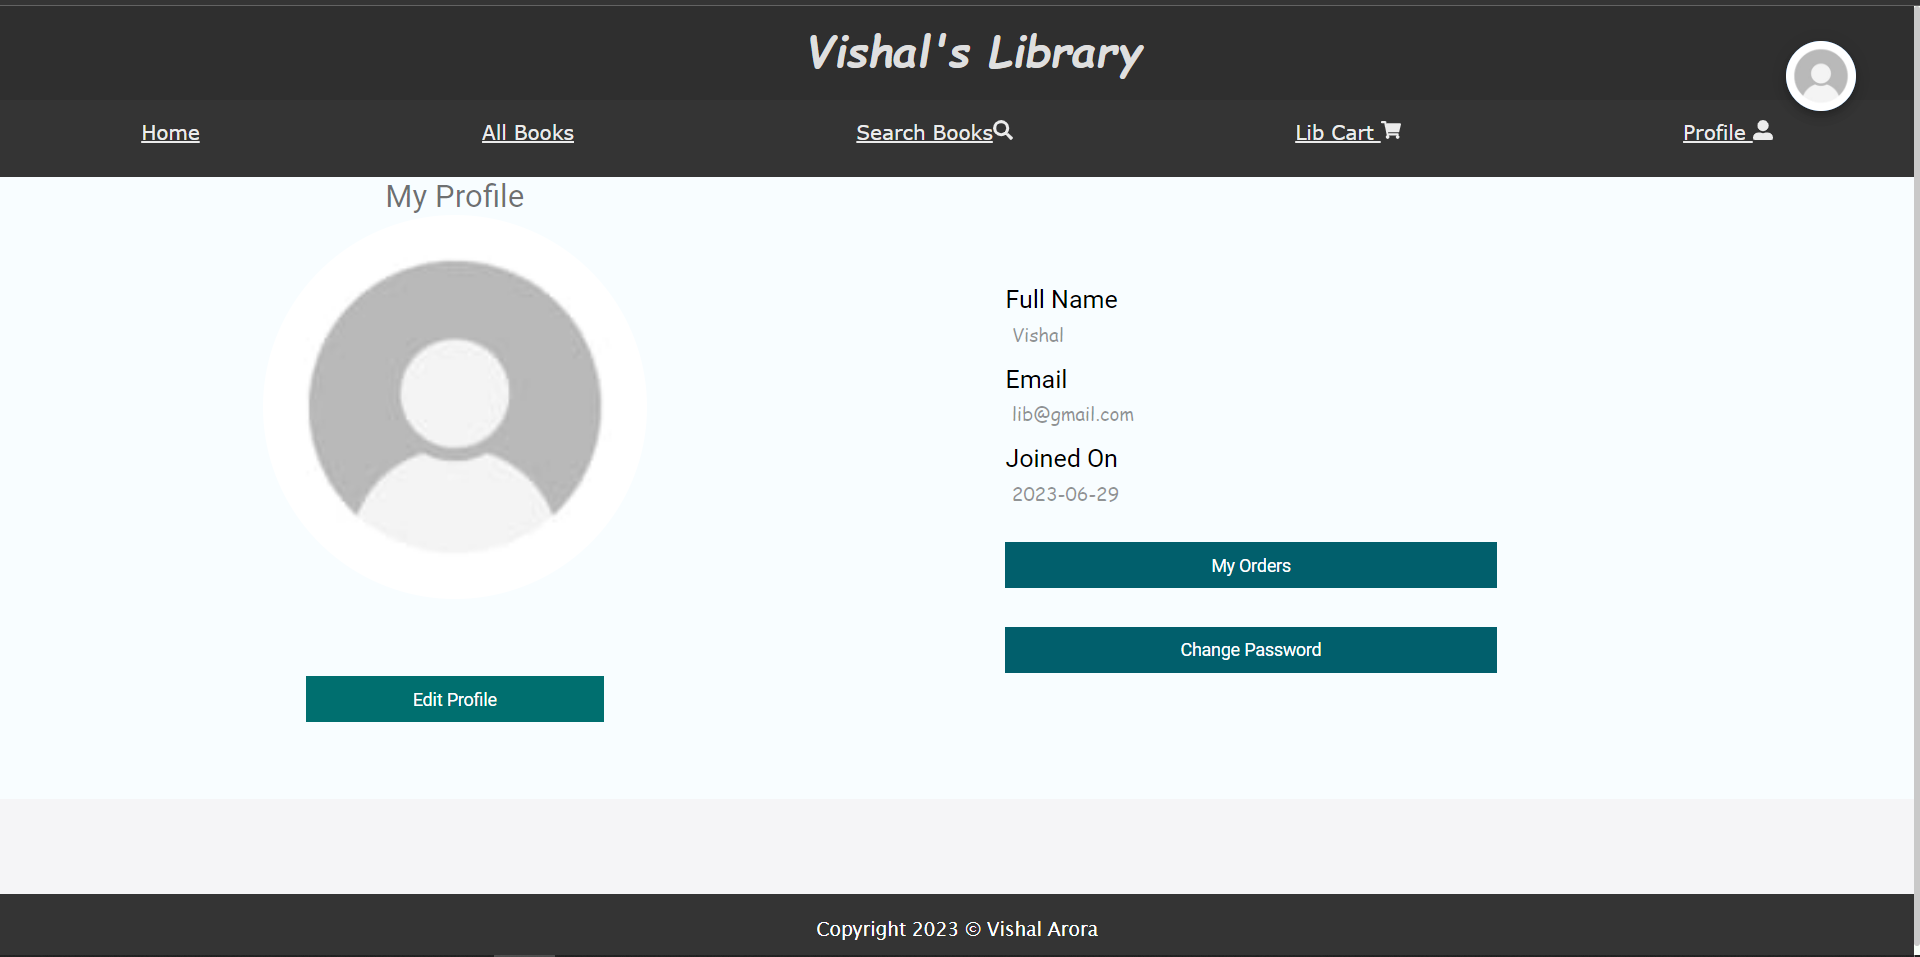 Vishal's Library
Home
All Books
Search Books
Lib Cart
Profile
My Profile
Full Name
Vishal
Email
lib@gmail.com
Joined On
2023-06-29
My Orders
Change Password
Edit Profile
Copyright 2023 © Vishal Arora